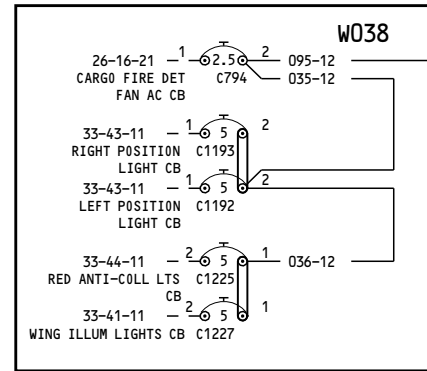 W038
26-16-21 1 2.5 2 095-12
CARGO FIRE DET C794 035-12
FAN AC CB
33-43-11 1 5 2
RIGHT POSITION C1193
LIGHT CB
33-43-11 1 5 2
LEFT POSITION C1192
LIGHT CB
33-44-11 2 5 1 036-12
RED ANTI-COLL LTS C1225
CB
33-41-11 2 5 1
WING ILLUM LIGHTS CB C1227